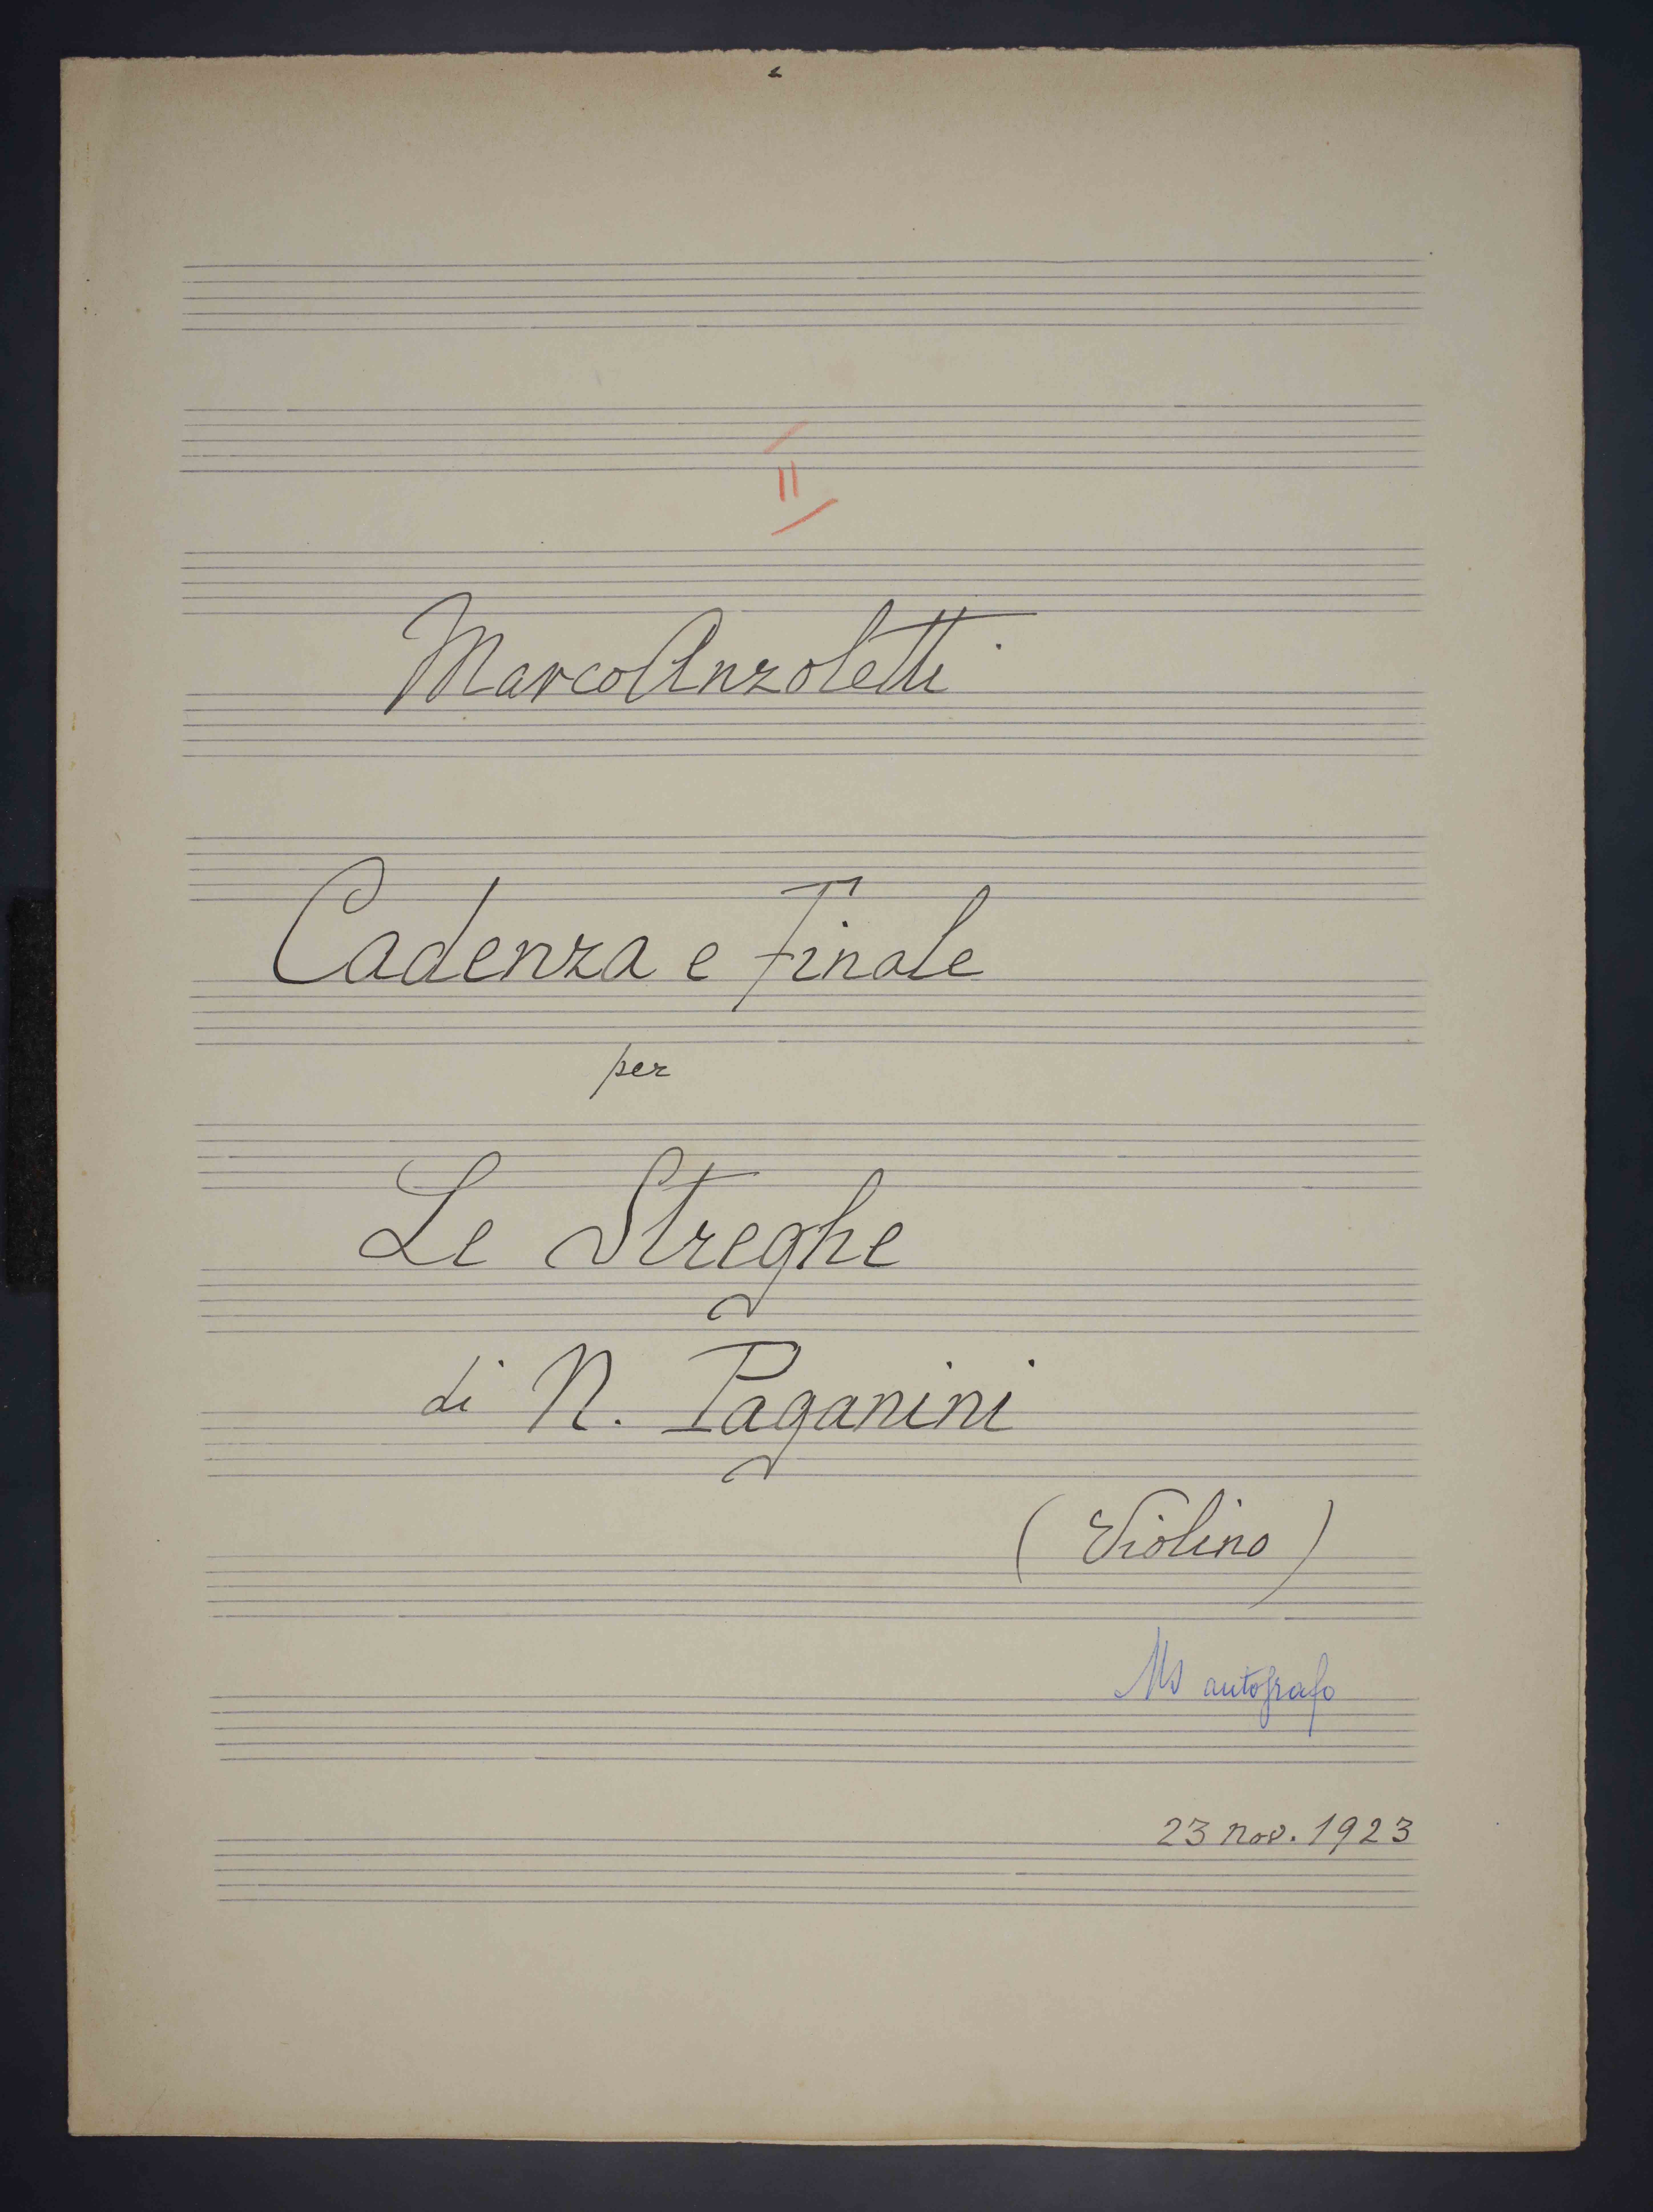 II
Marco Anzoletti
Cadenza e Finale
per
Le Streghe
di N. Paganini
(Violino)
Ms autografo
23 nov. 1923